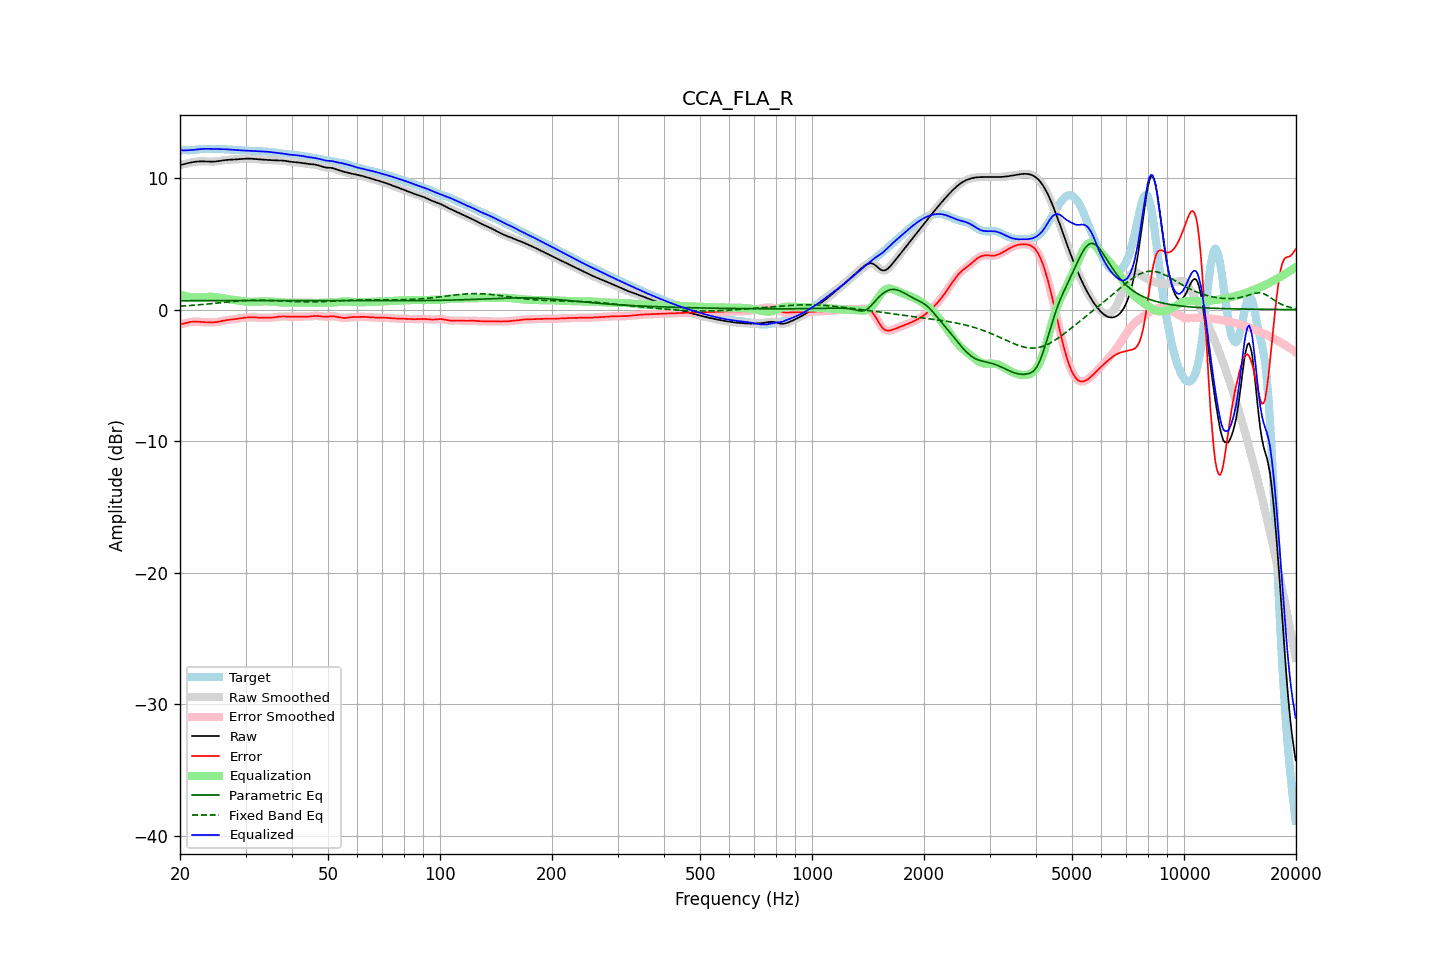 CCA_FLA_R
Amplitude (dBr)
10
0
−10
−20
−30
−40
Target
Raw Smoothed
Error Smoothed
Raw
Error
Equalization
Parametric Eq
Fixed Band Eq
Equalized
20 50 100 200 500 1000 2000 5000 10000 20000
Frequency (Hz)